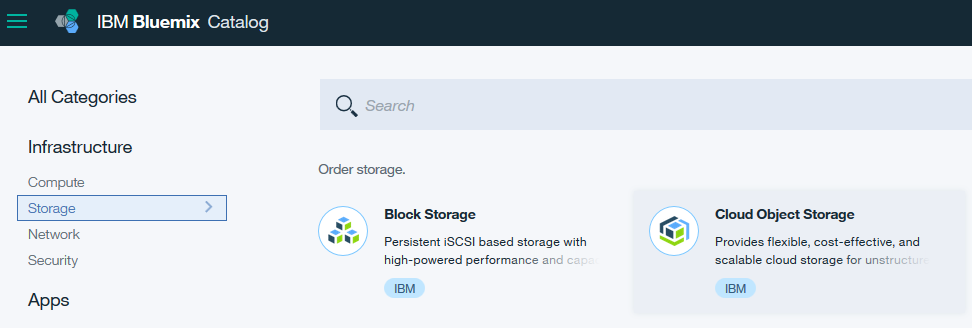 IBM Bluemix Catalog
All Categories
Search
Infrastructure
Compute
Storage
Network
Security
Apps
Order storage.
Block Storage
Persistent iSCSI based storage with
high-powered performance and
IBM
Cloud Object Storage
Provides flexible, cost-effective, and
scalable cloud storage for
IBM